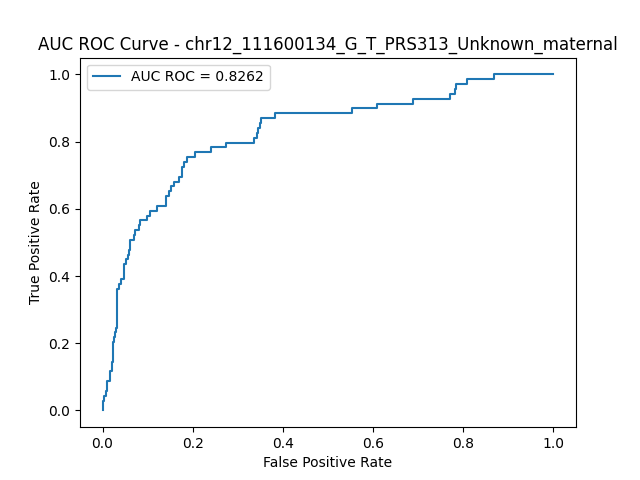 AUC ROC Curve - chr12_111600134_G_T_PRS313_Unknown_maternal
AUC ROC = 0.8262
1.0
0.8
0.6
0.4
0.2
0.0
True Positive Rate
0.0 0.2 0.4 0.6 0.8 1.0
False Positive Rate